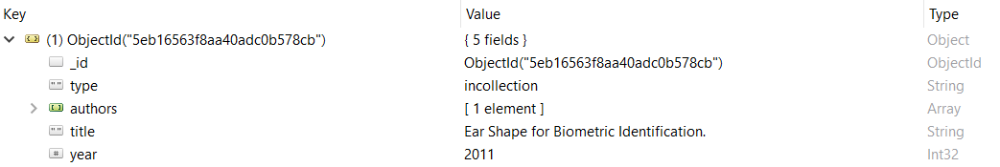 Key Value Type
(1) ObjectId("5eb16563f8aa40adc0b578cb") { 5 fields } Object
_id ObjectId("5eb16563f8aa40adc0b578cb") ObjectId
" " type incollection String
authors [ 1 element ] Array
" " title Ear Shape for Biometric Identification. String
# year 2011 Int32